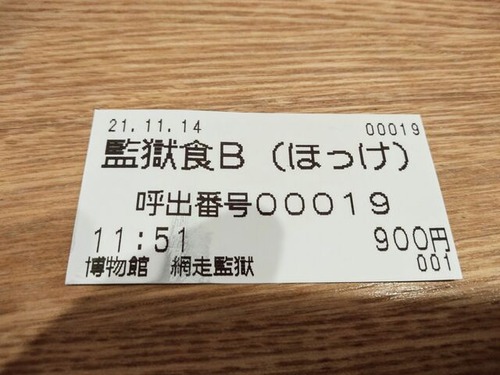 21.11.14 00019
監獄食B（ほっけ）
呼出番号00019
11:51 900円
博物館 網走監獄 001